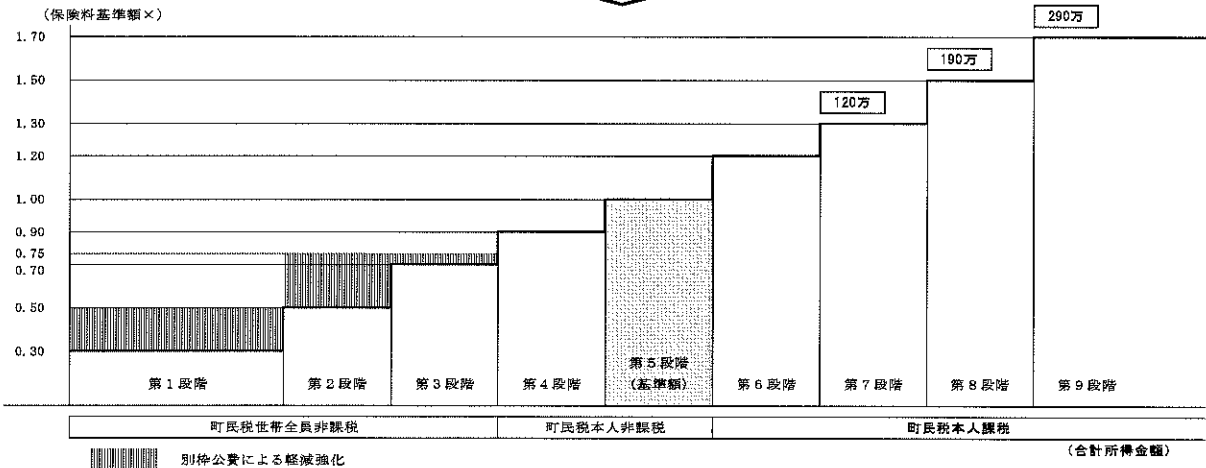 (保険料基準額×)
290万
1.70
190万
1.50
120万
1.30
1.20
1.00
0.90
0.75
0.70
0.50
0.30
第1段階
第2段階
第3段階
第4段階
第5段階
(基準額)
第6段階
第7段階
第8段階
第9段階
町民税世帯全員非課税
町民税本人非課税
町民税本人課税
(合計所得金額)
別枠公費による軽減強化